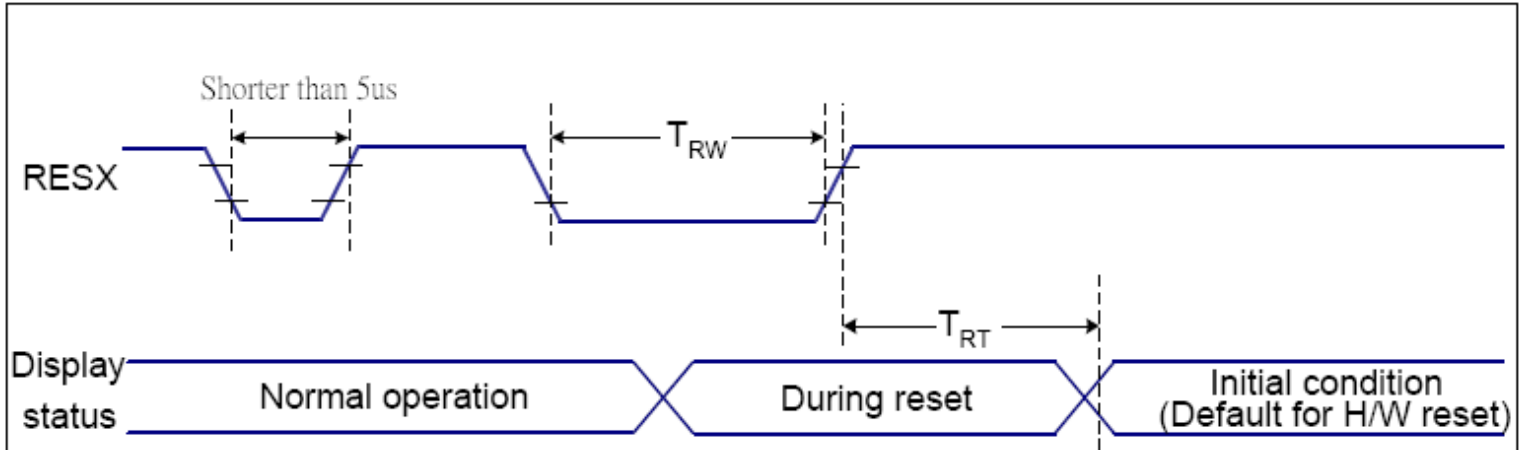 Shorter than 5us
RESX
TRW
TRT
Display
status
Normal operation
During reset
Initial condition
(Default for H/W reset)